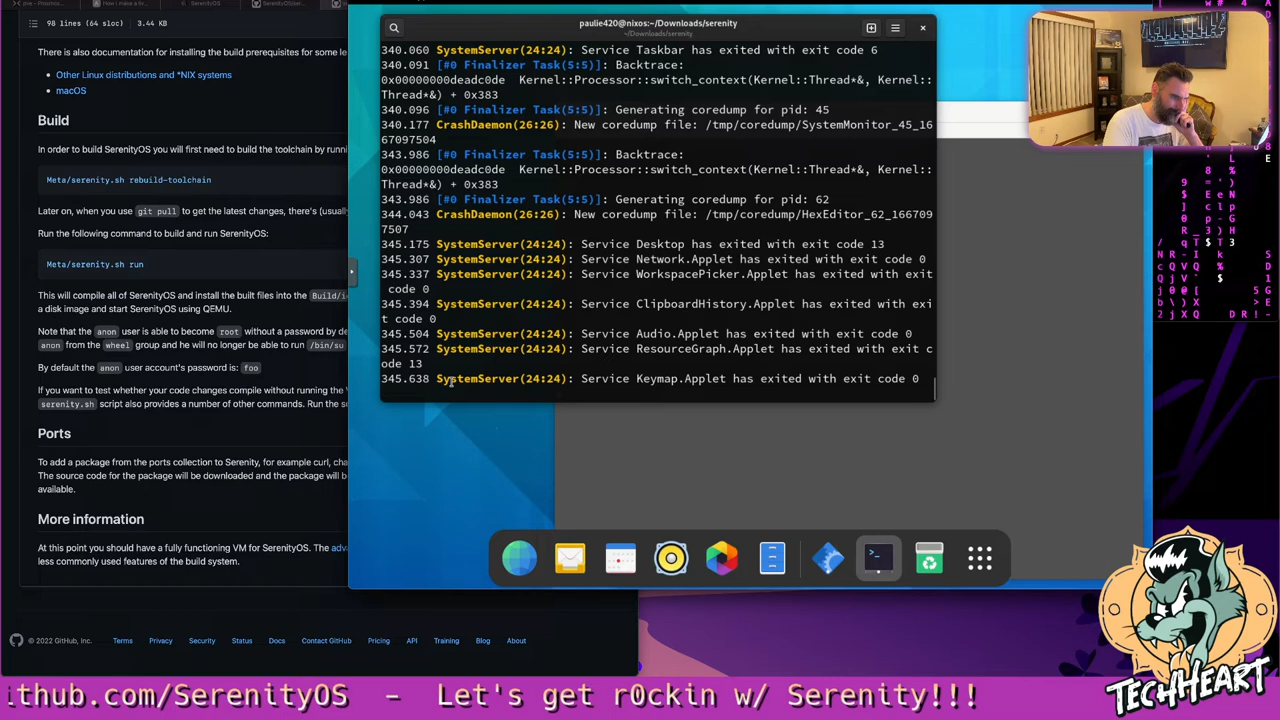 98 lines (64 sloc) 3.44 KB
There is also documentation for installing the build prerequisites for some le
Other Linux distributions and *NIX systems
macOS
Build
In order to build SerenityOS you will first need to build the toolchain by runni
Meta/serenity.sh rebuild-toolchain
Later on, when you use git pull to get the latest changes, there's (usual
Run the following command to build and run SerenityOS:
Meta/serenity.sh run
This will compile all of SerenityOS and install the built files into the Build/i
a disk image and start SerenityOS using QEMU.
Note that the anon user is able to become root without a password by de
anon from the wheel group and he will no longer be able to run /bin/su
By default the anon user account's password is: foo
If you want to test whether your code changes compile without running the
serenity.sh script also provides a number of other commands. Run the sc
Ports
To add a package from the ports collection to Serenity, for example curl, cha
The source code for the package will be downloaded and the package will b
available.
More information
At this point you should have a fully functioning VM for SerenityOS. The adva
less commonly used features of the build system.
© 2022 GitHub, Inc. Terms Privacy Security Status Docs Contact GitHub Pricing API Training Blog About
paulie420@nixos:~/Downloads/serenity
~/Downloads/serenity
340.060 SystemServer(24:24): Service Taskbar has exited with exit code 6
340.091 [#0 Finalizer Task(5:5)]: Backtrace:
0x00000000deadc0de Kernel::Processor::switch_context(Kernel::Thread*&, Kernel::
Thread*&) + 0x383
340.096 [#0 Finalizer Task(5:5)]: Generating coredump for pid: 45
340.177 CrashDaemon(26:26): New coredump file: /tmp/coredump/SystemMonitor_45_16
67097504
343.986 [#0 Finalizer Task(5:5)]: Backtrace:
0x00000000deadc0de Kernel::Processor::switch_context(Kernel::Thread*&, Kernel::
Thread*&) + 0x383
343.986 [#0 Finalizer Task(5:5)]: Generating coredump for pid: 62
344.043 CrashDaemon(26:26): New coredump file: /tmp/coredump/HexEditor_62_166709
7507
345.175 SystemServer(24:24): Service Desktop has exited with exit code 13
345.307 SystemServer(24:24): Service Network.Applet has exited with exit code 0
345.337 SystemServer(24:24): Service WorkspacePicker.Applet has exited with exit
code 0
345.394 SystemServer(24:24): Service ClipboardHistory.Applet has exited with exi
t code 0
345.504 SystemServer(24:24): Service Audio.Applet has exited with exit code 0
345.572 SystemServer(24:24): Service ResourceGraph.Applet has exited with exit c
ode 13
345.638 SystemServer(24:24): Service Keymap.Applet has exited with exit code 0
ithub.com/SerenityOS - Let's get r0ckin w/ Serenity!!!
TECHHEART